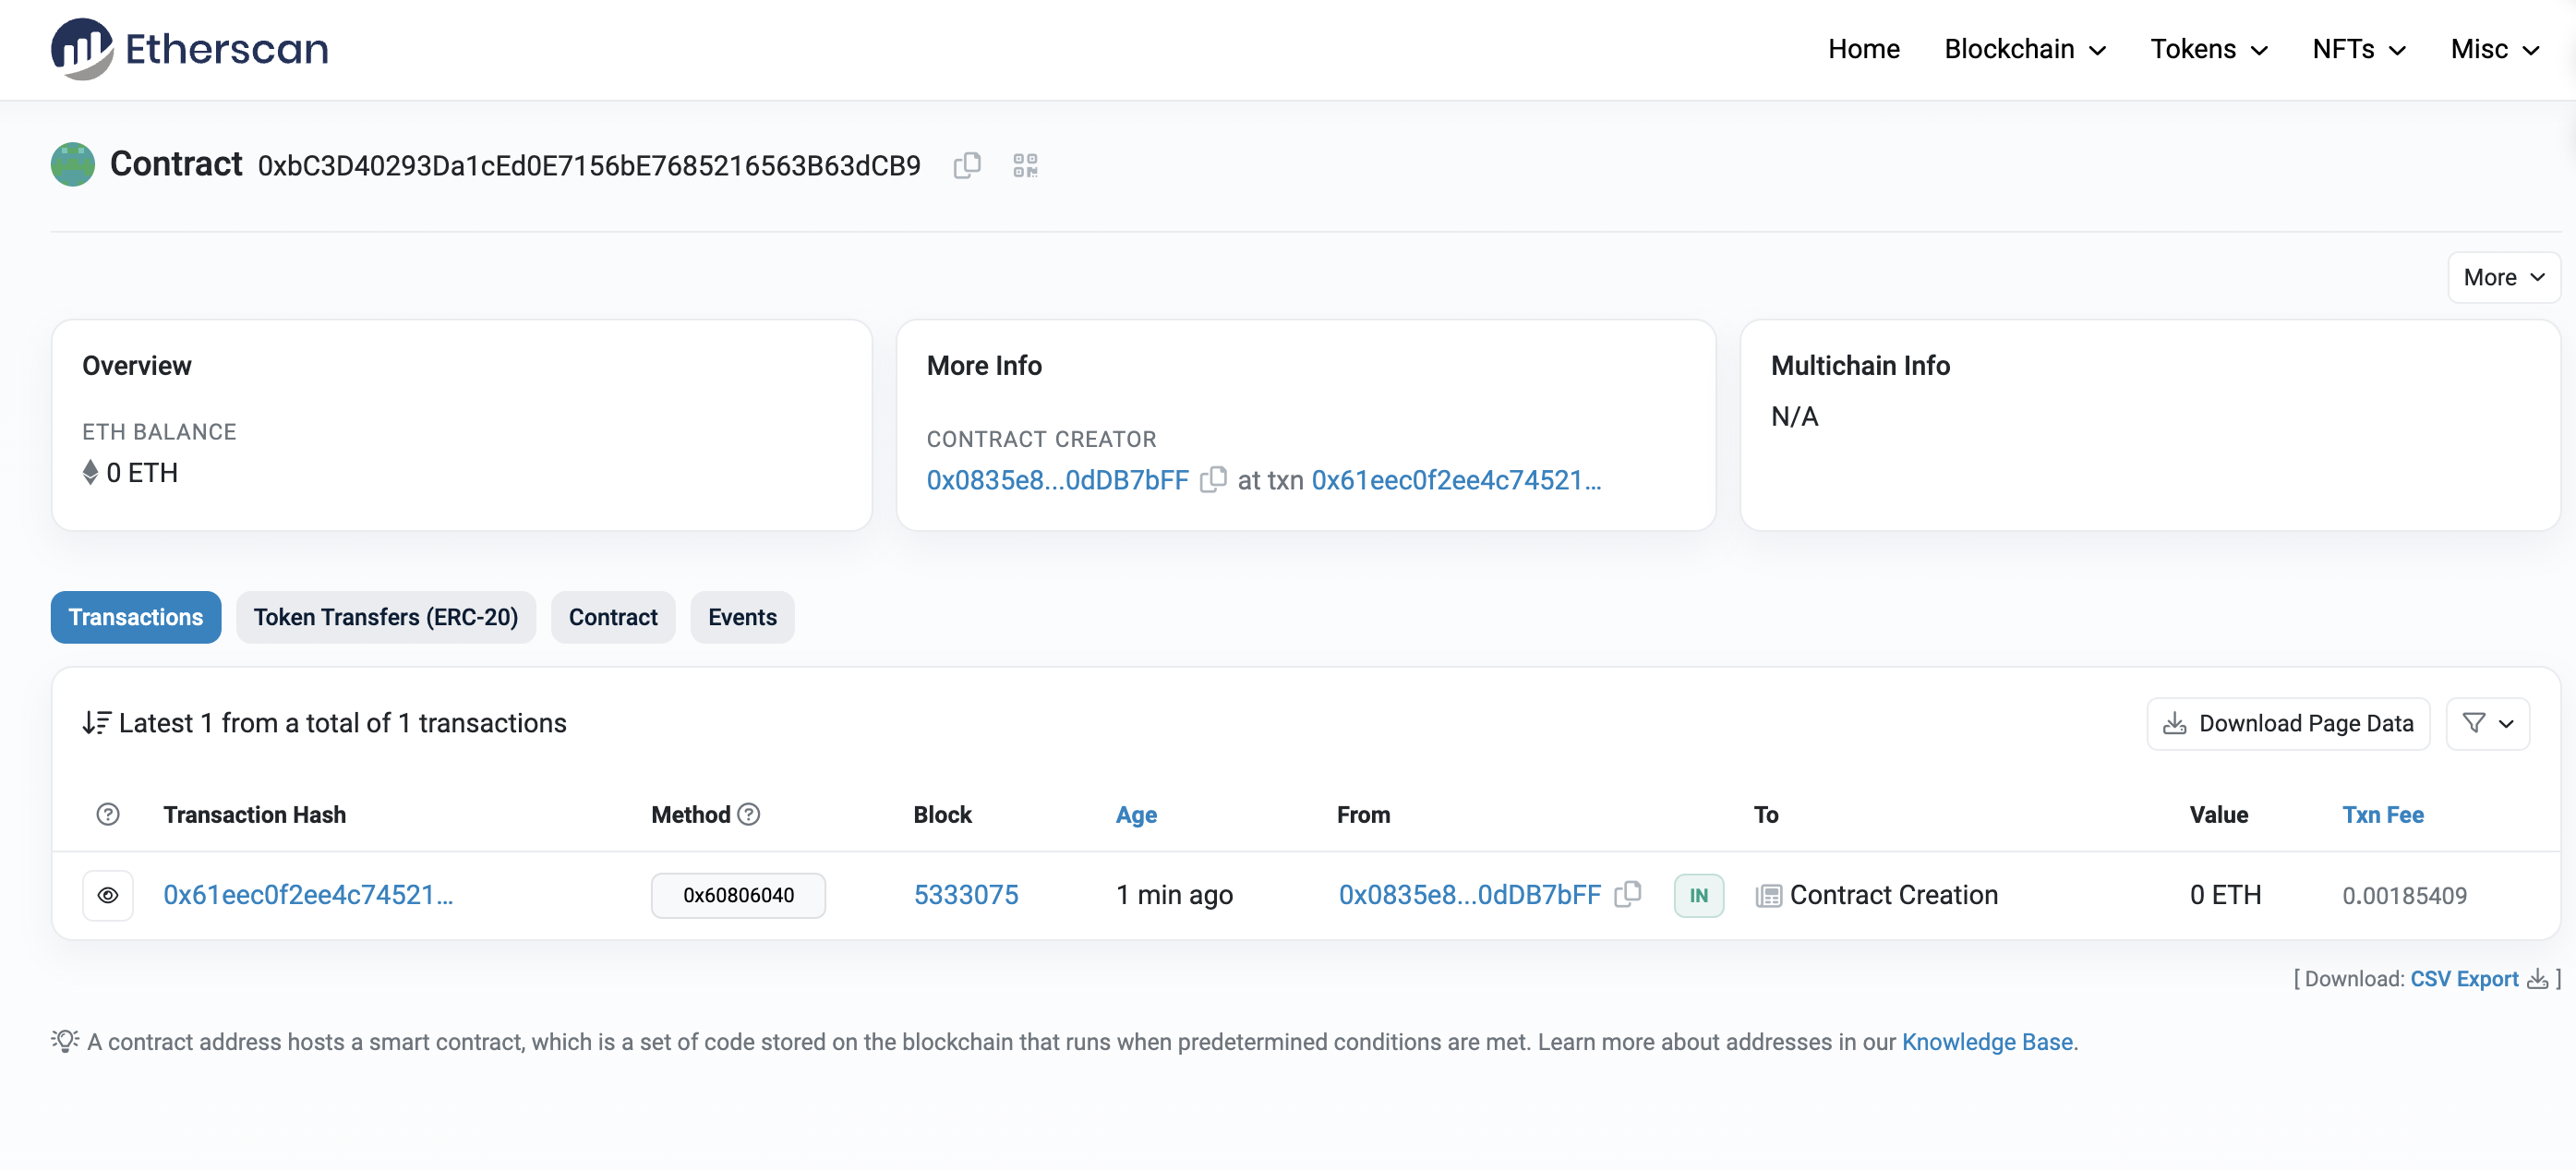 Etherscan
Home Blockchain Tokens NFTs Misc
Contract 0xbC3D40293Da1cEd0E7156bE7685216563B63dCB9
More
Overview
ETH BALANCE
0 ETH
More Info
CONTRACT CREATOR
0x0835e8...0dDB7bFF at txn 0x61eec0f2ee4c74521...
Multichain Info
N/A
Transactions Token Transfers (ERC-20) Contract Events
Latest 1 from a total of 1 transactions
Download Page Data
Transaction Hash Method Block Age From To Value Txn Fee
0x61eec0f2ee4c74521... 0x60806040 5333075 1 min ago 0x0835e8...0dDB7bFF IN Contract Creation 0 ETH 0.00185409
[ Download: CSV Export ]
A contract address hosts a smart contract, which is a set of code stored on the blockchain that runs when predetermined conditions are met. Learn more about addresses in our Knowledge Base.